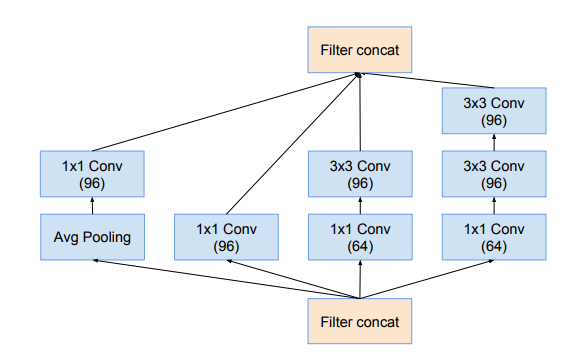 Filter concat
3x3 Conv
(96)
1x1 Conv
(96)
3x3 Conv
(96)
3x3 Conv
(96)
Avg Pooling
1x1 Conv
(96)
1x1 Conv
(64)
1x1 Conv
(64)
Filter concat